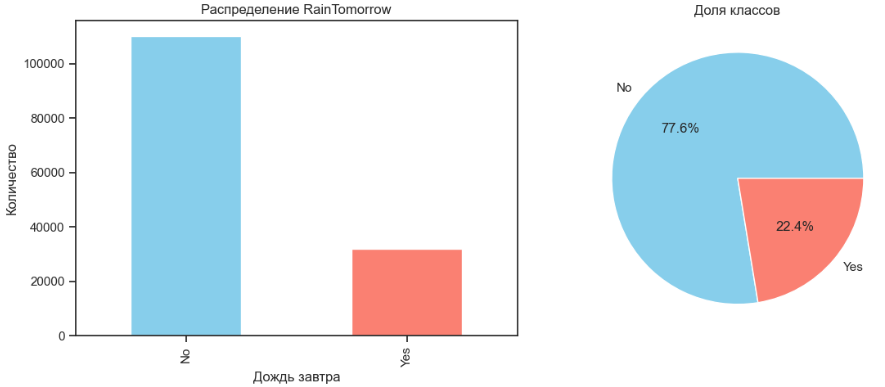 Распределение RainTomorrow
Количество
100000
80000
60000
40000
20000
0
No
Yes
Дождь завтра
Доля классов
No
77.6%
22.4%
Yes